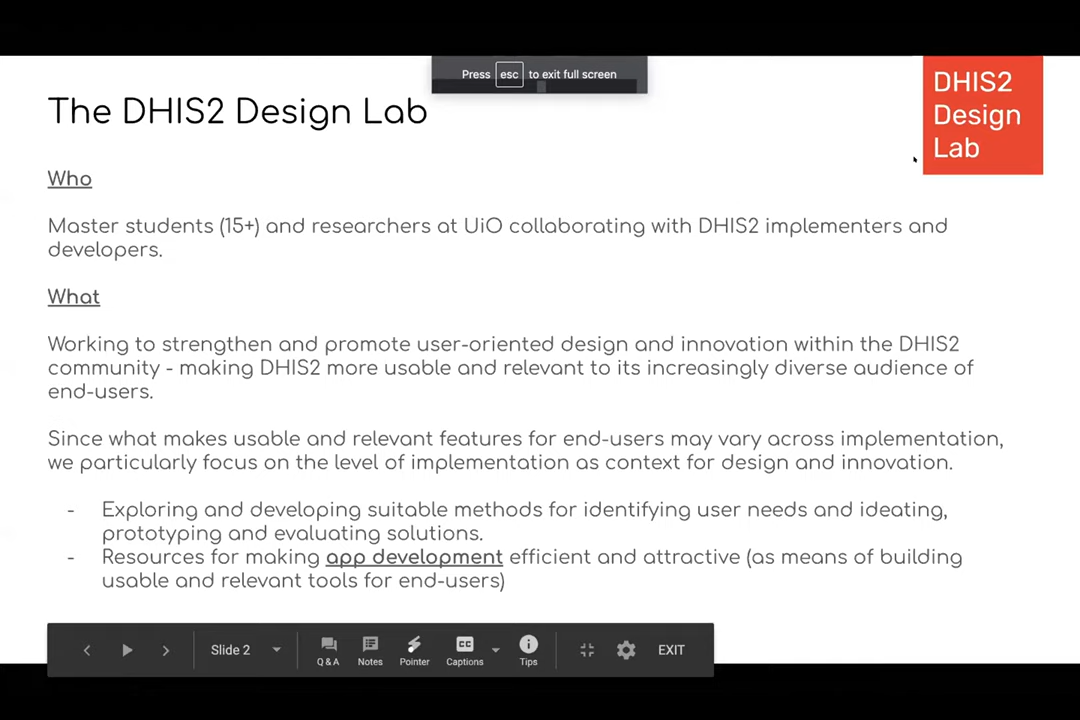 Press esc to exit full screen
The DHIS2 Design Lab
DHIS2
Design
Lab
Who
Master students (15+) and researchers at UiO collaborating with DHIS2 implementers and
developers.
What
Working to strengthen and promote user-oriented design and innovation within the DHIS2
community - making DHIS2 more usable and relevant to its increasingly diverse audience of
end-users.
Since what makes usable and relevant features for end-users may vary across implementation,
we particularly focus on the level of implementation as context for design and innovation.
- Exploring and developing suitable methods for identifying user needs and ideating,
prototyping and evaluating solutions.
- Resources for making app development efficient and attractive (as means of building
usable and relevant tools for end-users)
Slide 2
Q & A
Notes
Pointer
CC
Captions
Tips
EXIT